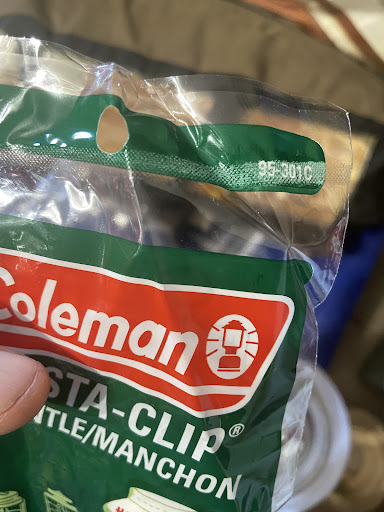 95-301C
Coleman
STA-CLIP®
NTLE/MANCHON